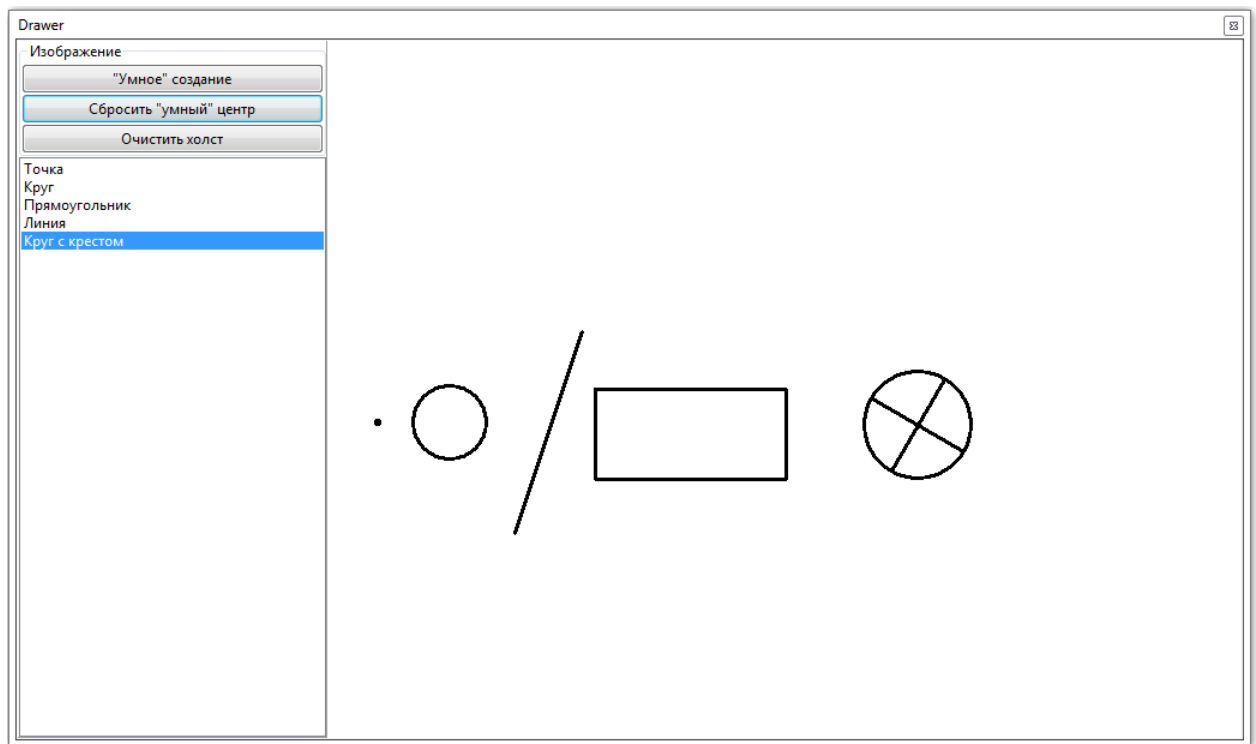 Drawer
Изображение
"Умное" создание
Сбросить "умный" центр
Очистить холст
Точка
Круг
Прямоугольник
Линия
Круг с крестом